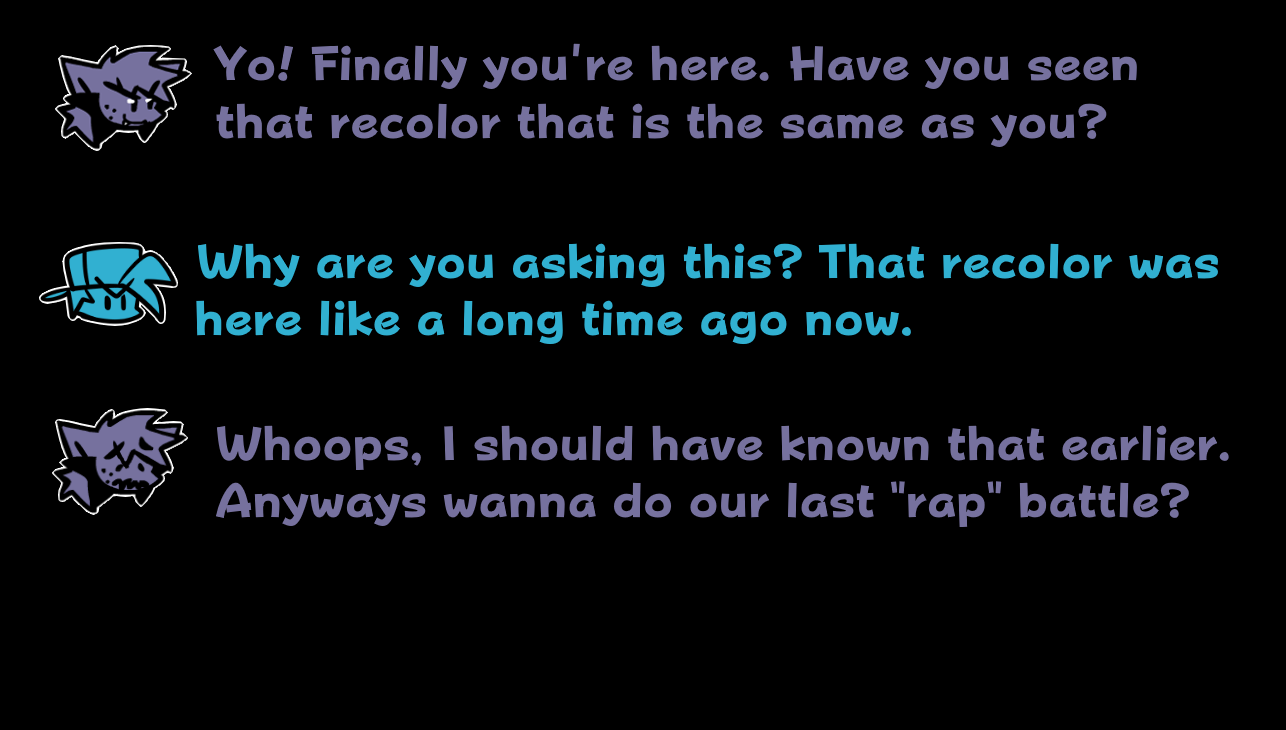 Yo! Finally you're here. Have you seen
that recolor that is the same as you?
Why are you asking this? That recolor was
here like a long time ago now.
Whoops, I should have known that earlier.
Anyways wanna do our last "rap" battle?